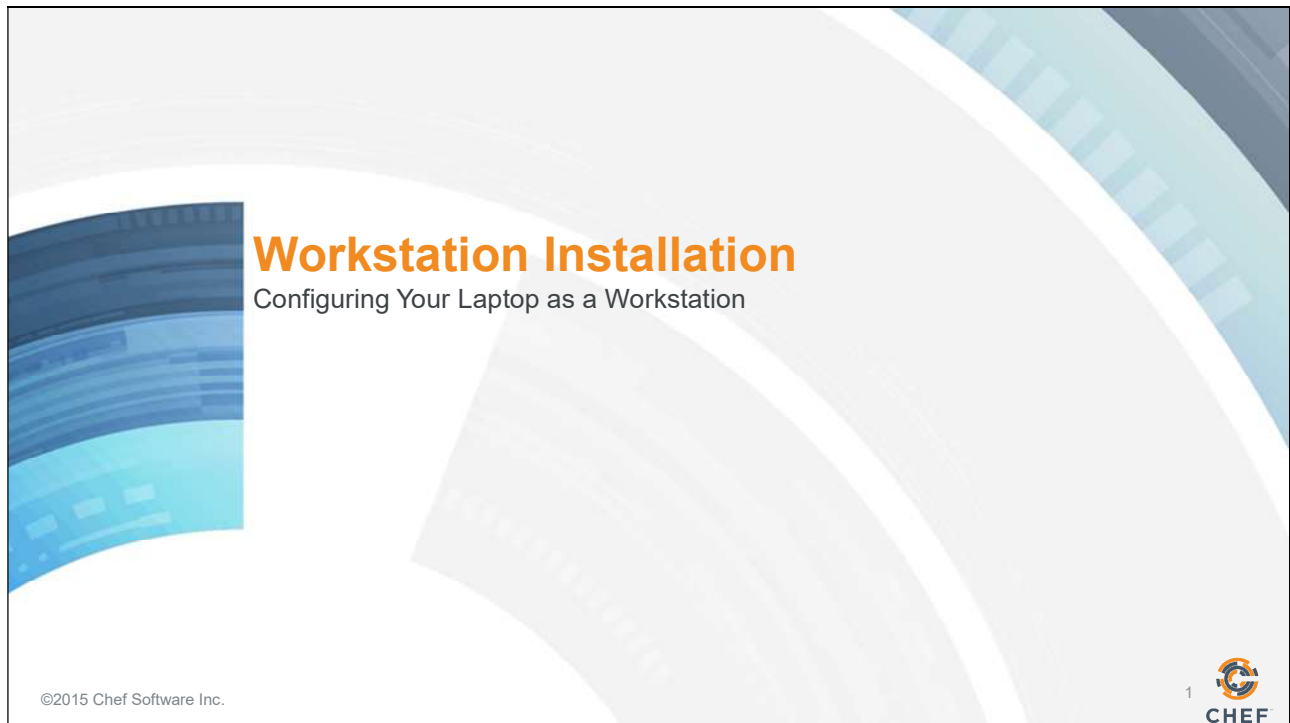 Workstation Installation
Configuring Your Laptop as a Workstation
©2015 Chef Software Inc.
1
CHEF